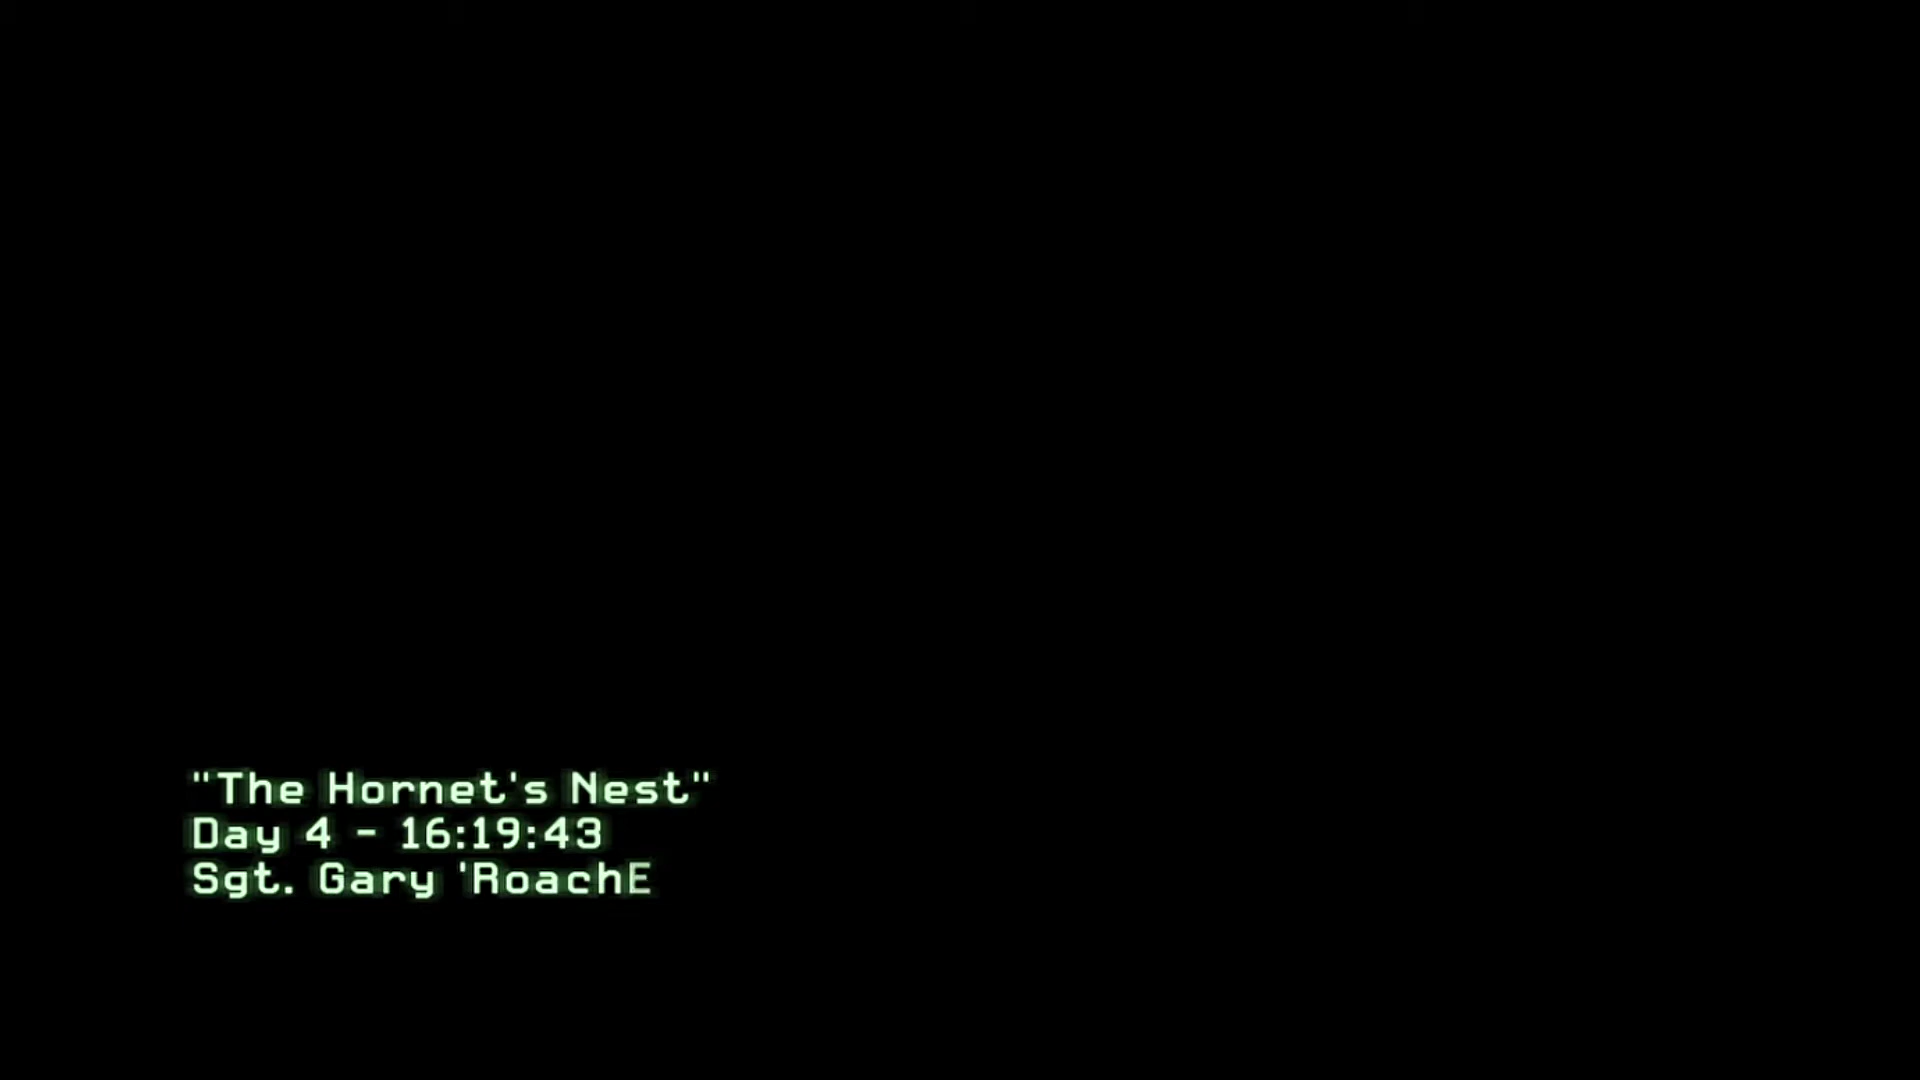 "The Hornet's Nest"
Day 4 - 16:19:43
Sgt. Gary 'RoachE